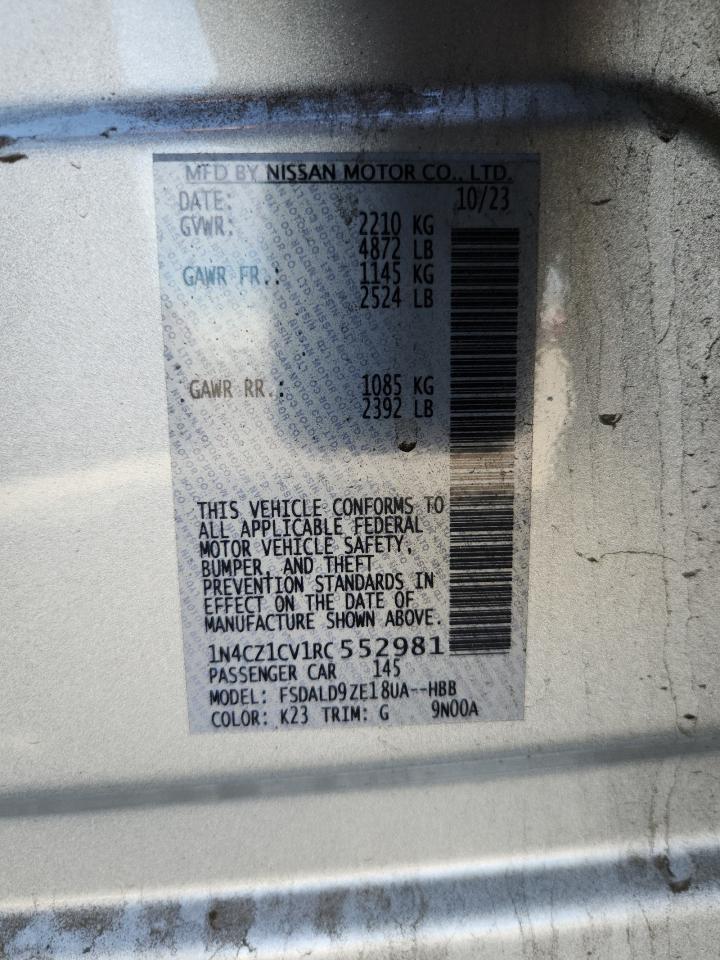 MFD BY NISSAN MOTOR CO., LTD.
DATE: 10/23
GVWR: 2210 KG
4872 LB
GAWR FR.: 1145 KG
2524 LB
GAWR RR.: 1085 KG
2392 LB
THIS VEHICLE CONFORMS TO
ALL APPLICABLE FEDERAL
MOTOR VEHICLE SAFETY,
BUMPER, AND THEFT
PREVENTION STANDARDS IN
EFFECT ON THE DATE OF
MANUFACTURE SHOWN ABOVE.
1N4CZ1CV1RC552981
PASSENGER CAR 145
MODEL: FSDALD9ZE18UA--HBB
COLOR: K23 TRIM: G 9N00A